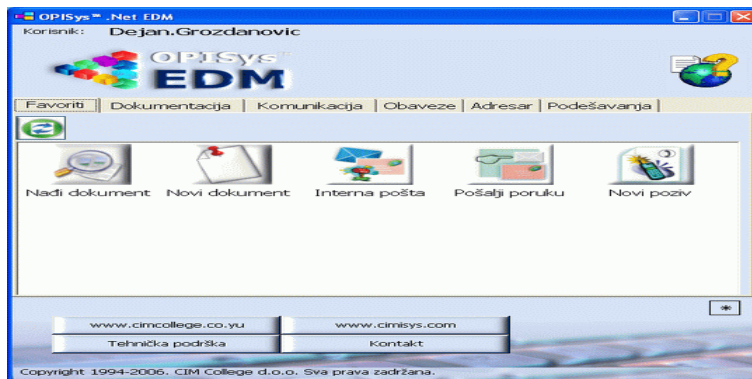 OPISys™ .Net EDM
Korisnik: Dejan.Grozdanovic
OPISys™
EDM
Favoriti Dokumentacija Komunikacija Obaveze Adresar Podešavanja
Nađi dokument Novi dokument Interna pošta Pošalji poruku Novi poziv
www.cimcollege.co.yu www.cimisys.com
Tehnička podrška Kontakt
Copyright 1994-2006. CIM College d.o.o. Sva prava zadržana.